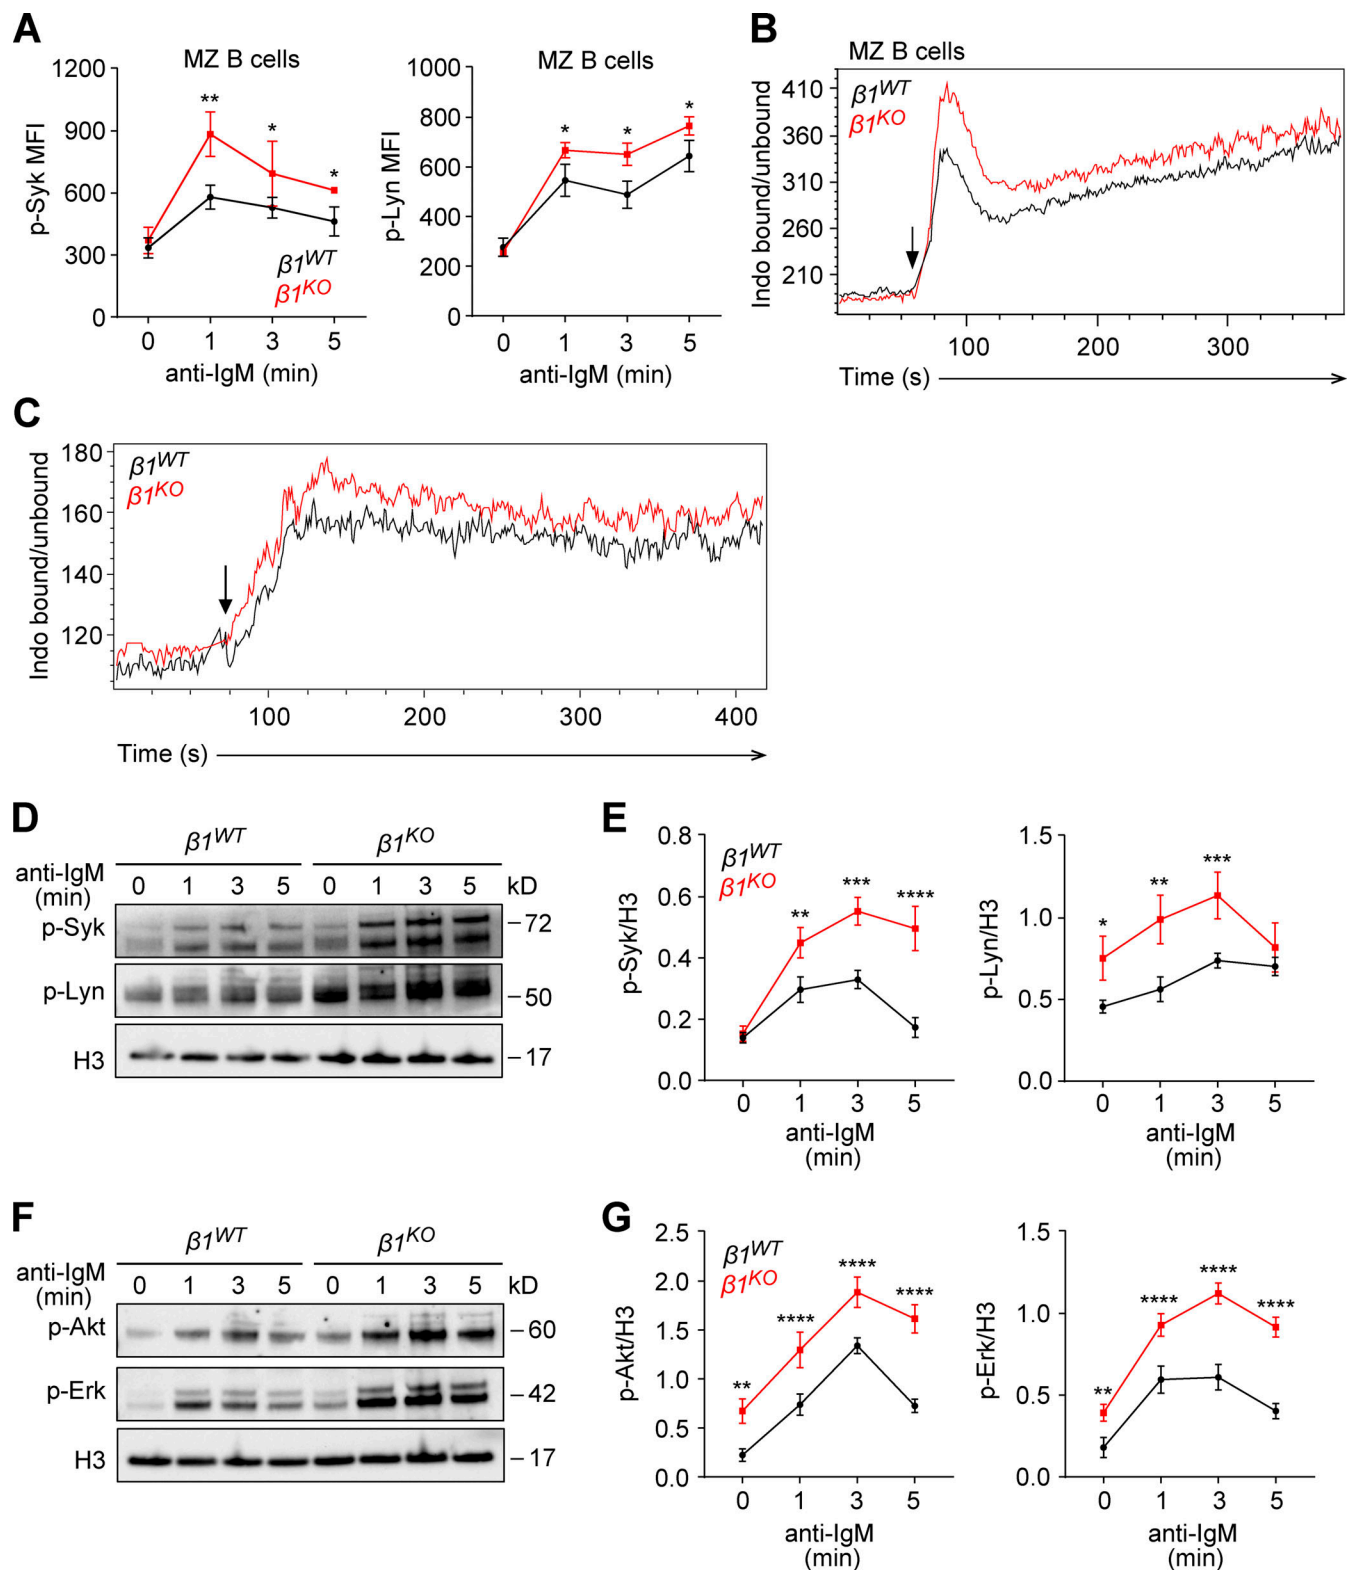 A
MZ B cells
p-Syk MFI
1200
900
600
300
0
**
*
*
β1WT
β1KO
0 1 3 5
anti-IgM (min)
MZ B cells
p-Lyn MFI
1000
800
600
400
200
0
*
*
*
0 1 3 5
anti-IgM (min)
B
MZ B cells
Indo bound/unbound
410
360
310
260
210
β1WT
β1KO
100 200 300
Time (s)
C
Indo bound/unbound
180
160
140
120
β1WT
β1KO
100 200 300 400
Time (s)
D
β1WT β1KO
anti-IgM
(min)
0 1 3 5 0 1 3 5 kD
p-Syk
72
p-Lyn
50
H3
17
E
p-Syk/H3
0.8
0.6
0.4
0.2
0.0
β1WT
β1KO
**
***
****
0 1 3 5
anti-IgM
(min)
p-Lyn/H3
1.5
1.0
0.5
0.0
*
**
***
0 1 3 5
anti-IgM
(min)
F
β1WT β1KO
anti-IgM
(min)
0 1 3 5 0 1 3 5 kD
p-Akt
60
p-Erk
42
H3
17
G
p-Akt/H3
2.5
2.0
1.5
1.0
0.5
0.0
β1WT
β1KO
**
****
****
****
0 1 3 5
anti-IgM
(min)
p-Erk/H3
1.5
1.0
0.5
0.0
**
****
****
****
0 1 3 5
anti-IgM
(min)